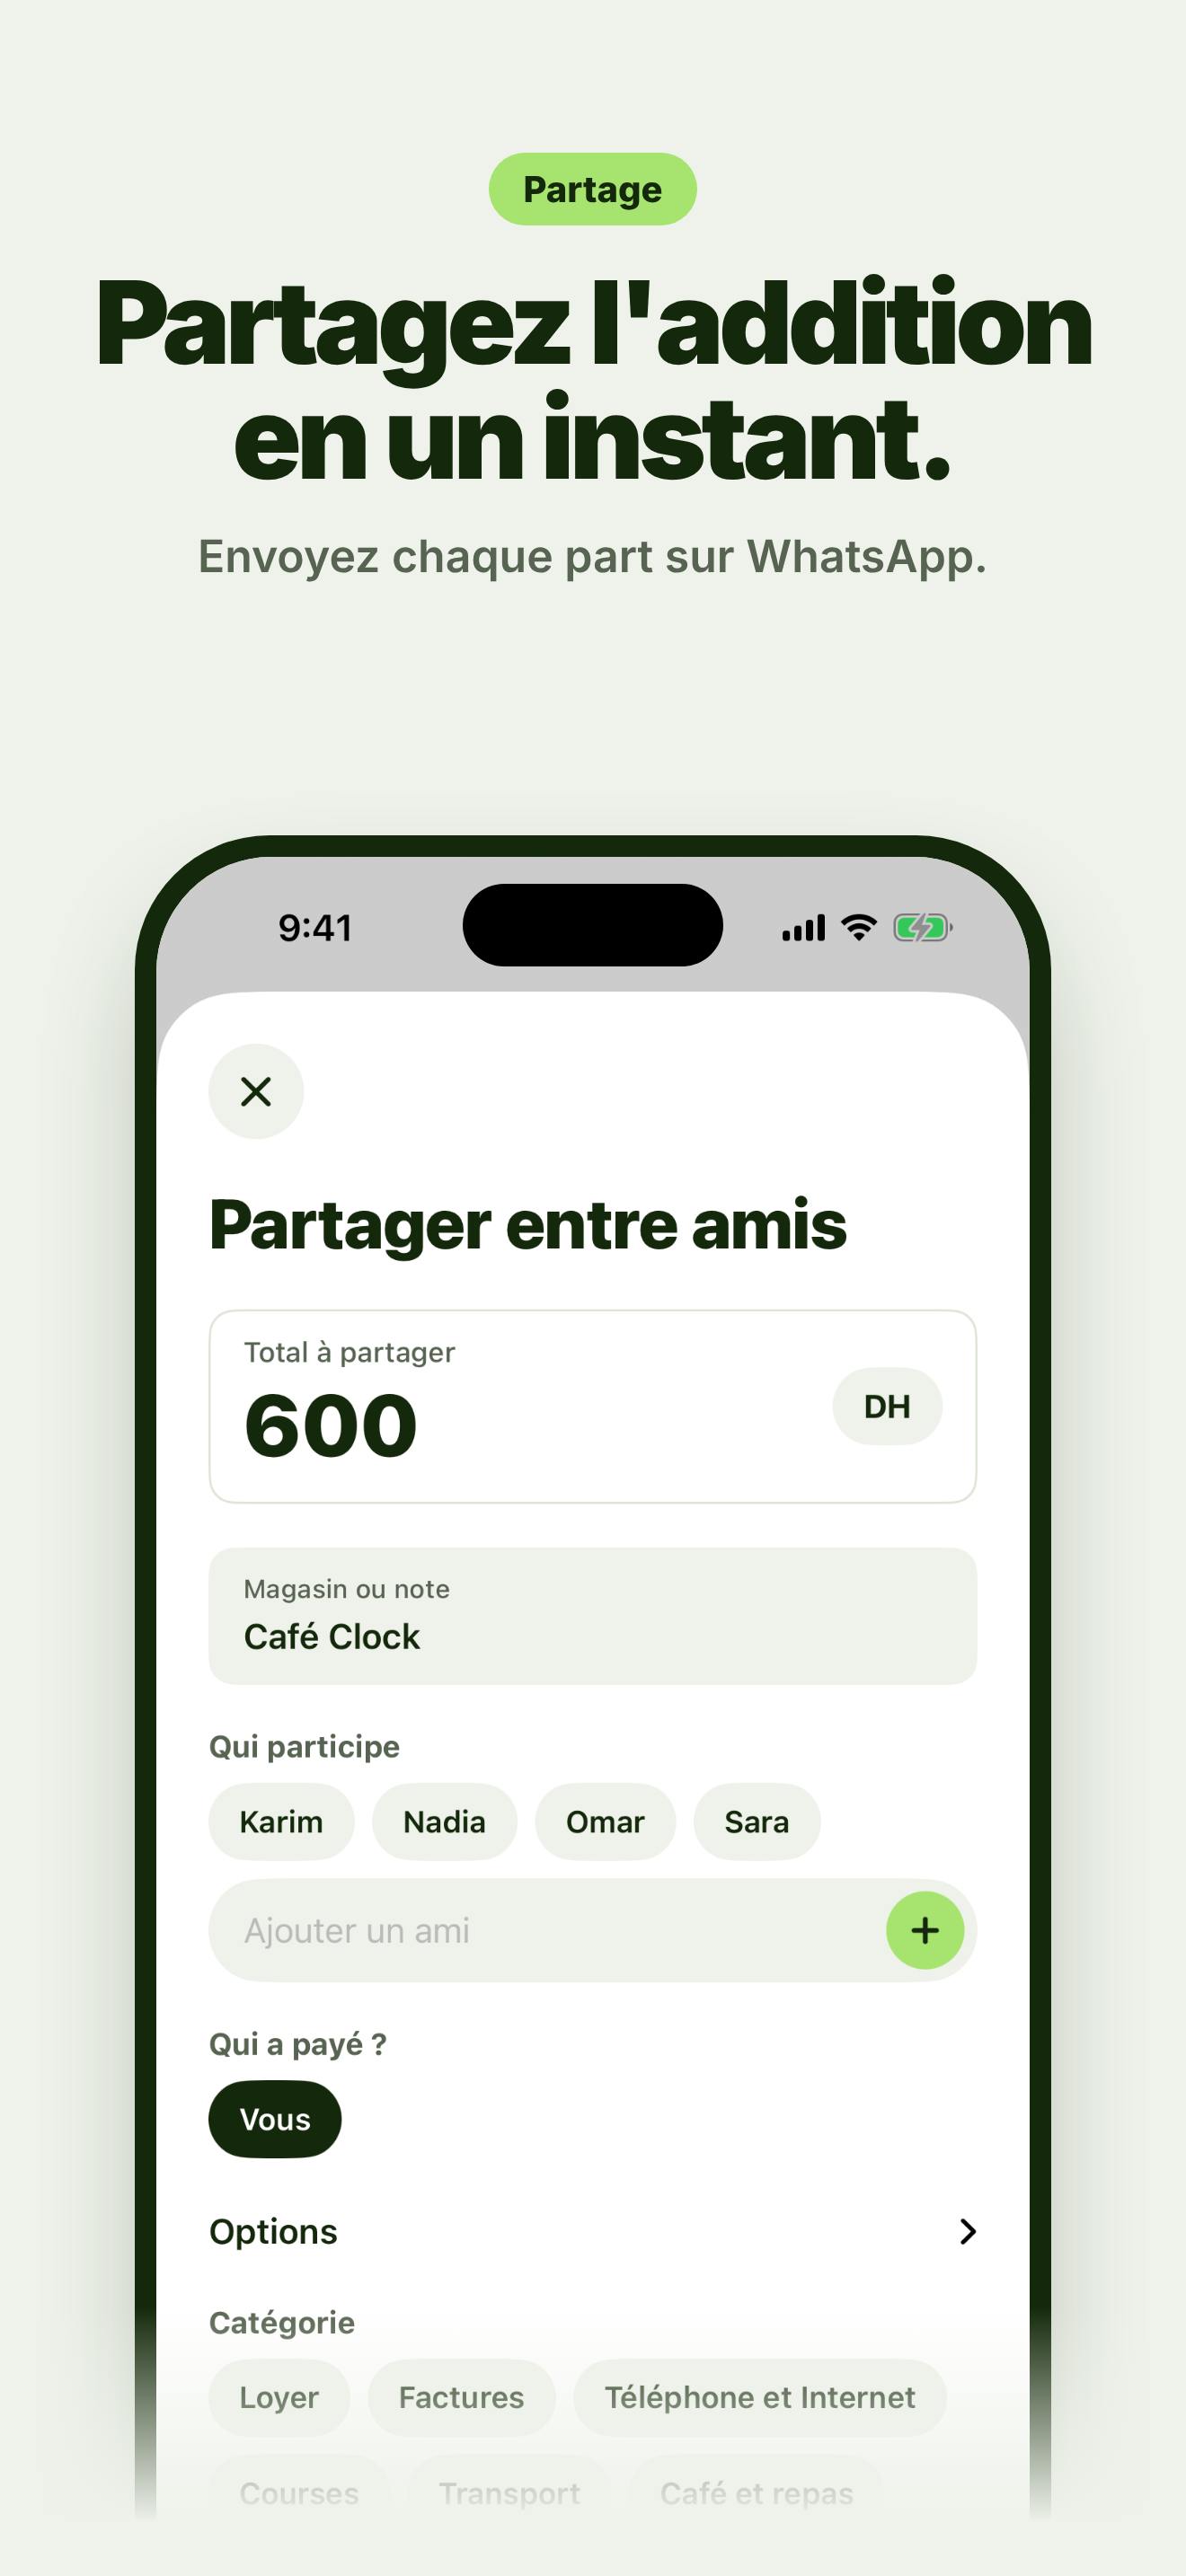 Partage
Partagez l'addition
en un instant.
Envoyez chaque part sur WhatsApp.
9:41
Partager entre amis
Total à partager
600
DH
Magasin ou note
Café Clock
Qui participe
Karim Nadia Omar Sara
Ajouter un ami
Qui a payé ?
Vous
Options
Catégorie
Loyer Factures Téléphone et Internet
Courses Transport Café et repas